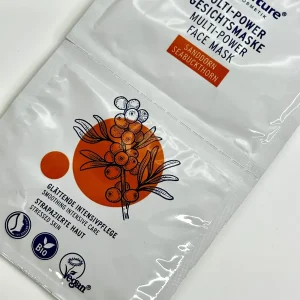 MULTI-POWER
GESICHTSMASKE
MULTI-POWER
FACE MASK
SANDDORN
SEABUCKTHORN
GLÄTTENDE INTENSIVPFLEGE
SMOOTHING INTENSIVE CARE
STRAPAZIERTE HAUT
STRESSED SKIN
BIO
Vegan